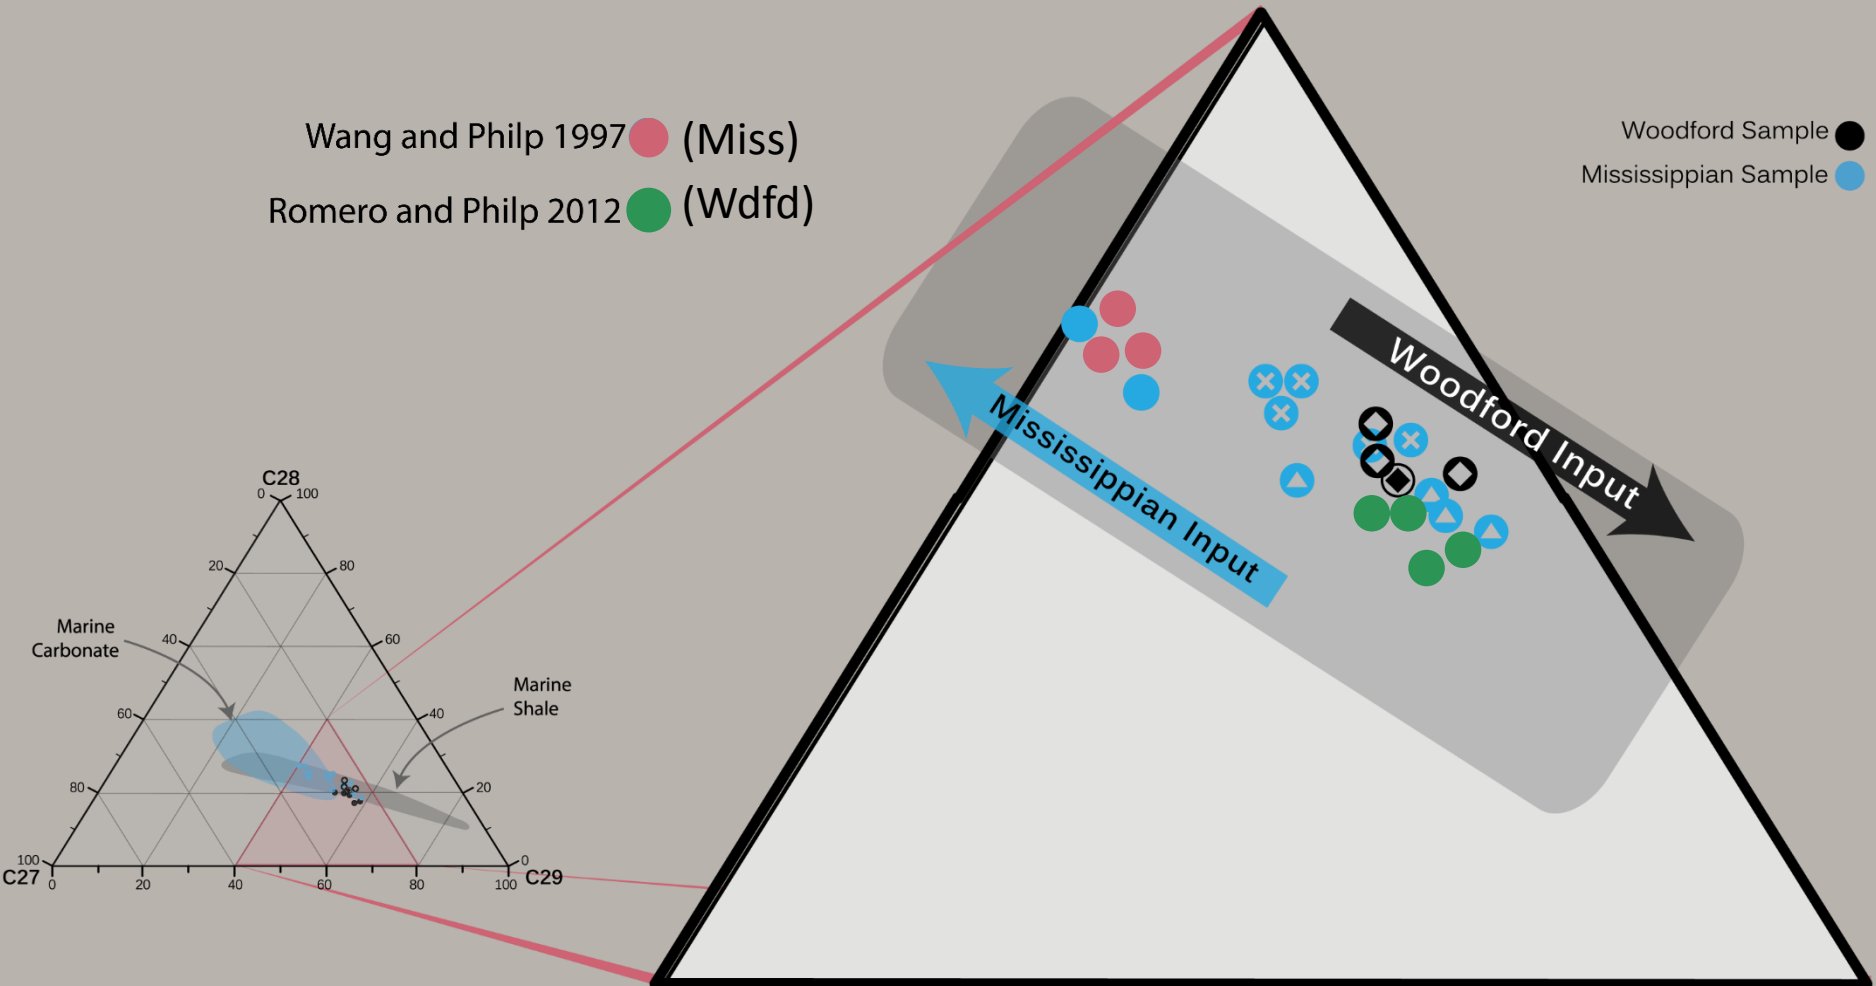 Wang and Philp 1997 (Miss)
Romero and Philp 2012 (Wdfd)
Woodford Sample
Mississippian Sample
Woodford Input
Mississippian Input
C28
0 100
20 80
40 60
60 40
80 20
100 0
C27 C29
0 20 40 60 80 100
Marine
Carbonate
Marine
Shale